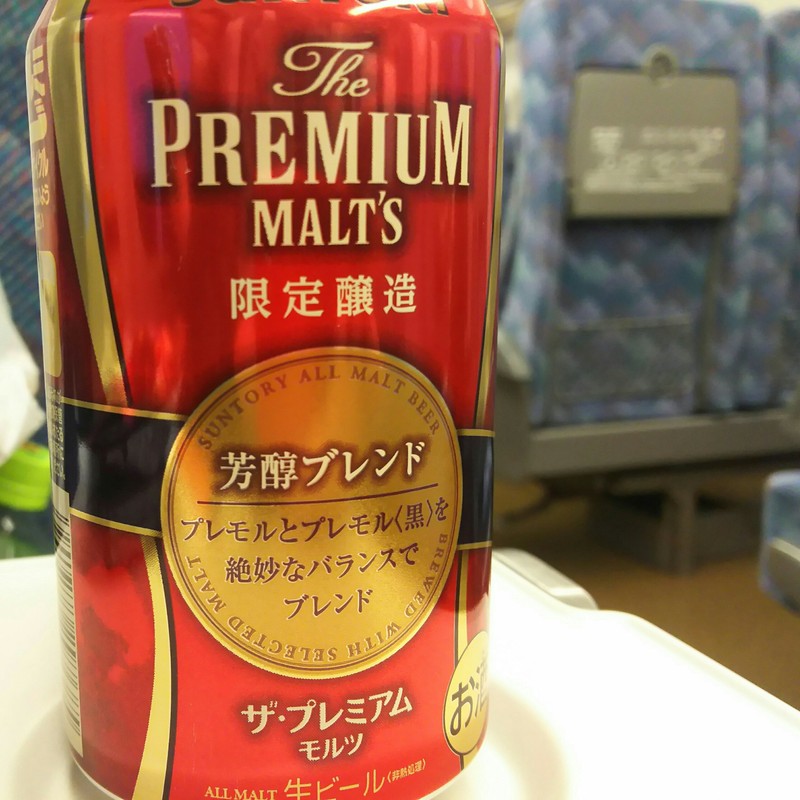 The
PREMIUM
MALT'S
限定醸造
SUNTORY ALL MALT BEER
芳醇ブレンド
プレモルとプレモル〈黒〉を
絶妙なバランスで
ブレンド
BREWED WITH SELECTED MALT
ザ・プレミアム
モルツ
お酒
ALL MALT 生ビール〈非熱処理〉